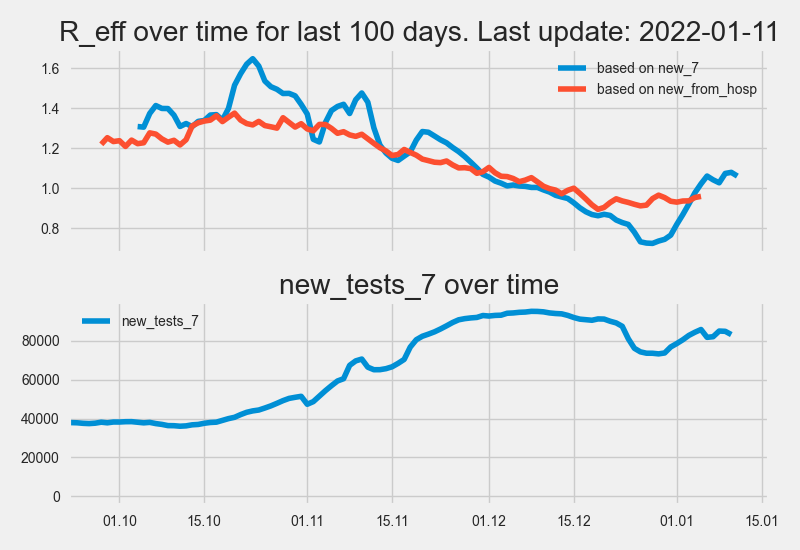 R_eff over time for last 100 days. Last update: 2022-01-11
based on new_7
based on new_from_hosp
1.6
1.4
1.2
1.0
0.8
new_tests_7 over time
new_tests_7
80000
60000
40000
20000
0
01.10 15.10 01.11 15.11 01.12 15.12 01.01 15.01